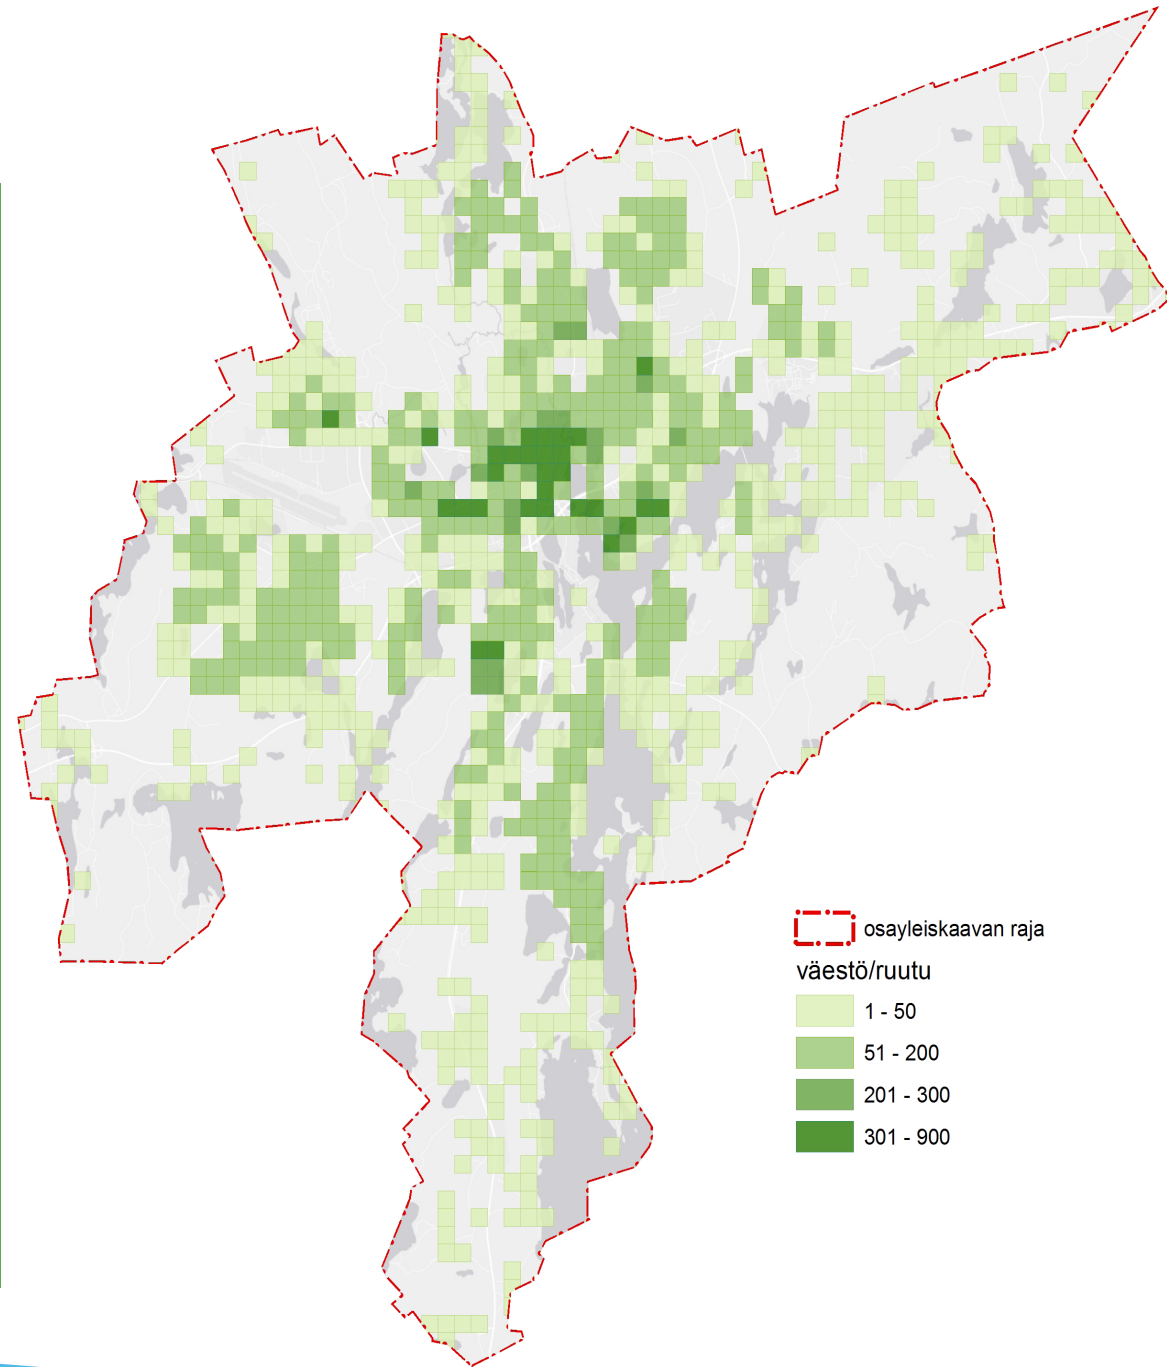 osayleiskaavan raja
väestö/ruutu
1 - 50
51 - 200
201 - 300
301 - 900